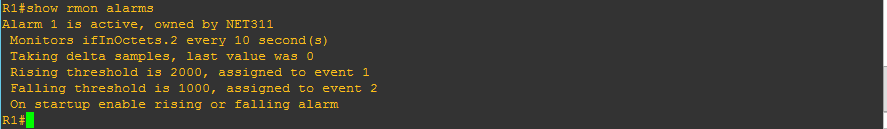 R1#show rmon alarms
Alarm 1 is active, owned by NET311
 Monitors ifInOctets.2 every 10 second(s)
 Taking delta samples, last value was 0
 Rising threshold is 2000, assigned to event 1
 Falling threshold is 1000, assigned to event 2
 On startup enable rising or falling alarm
R1#